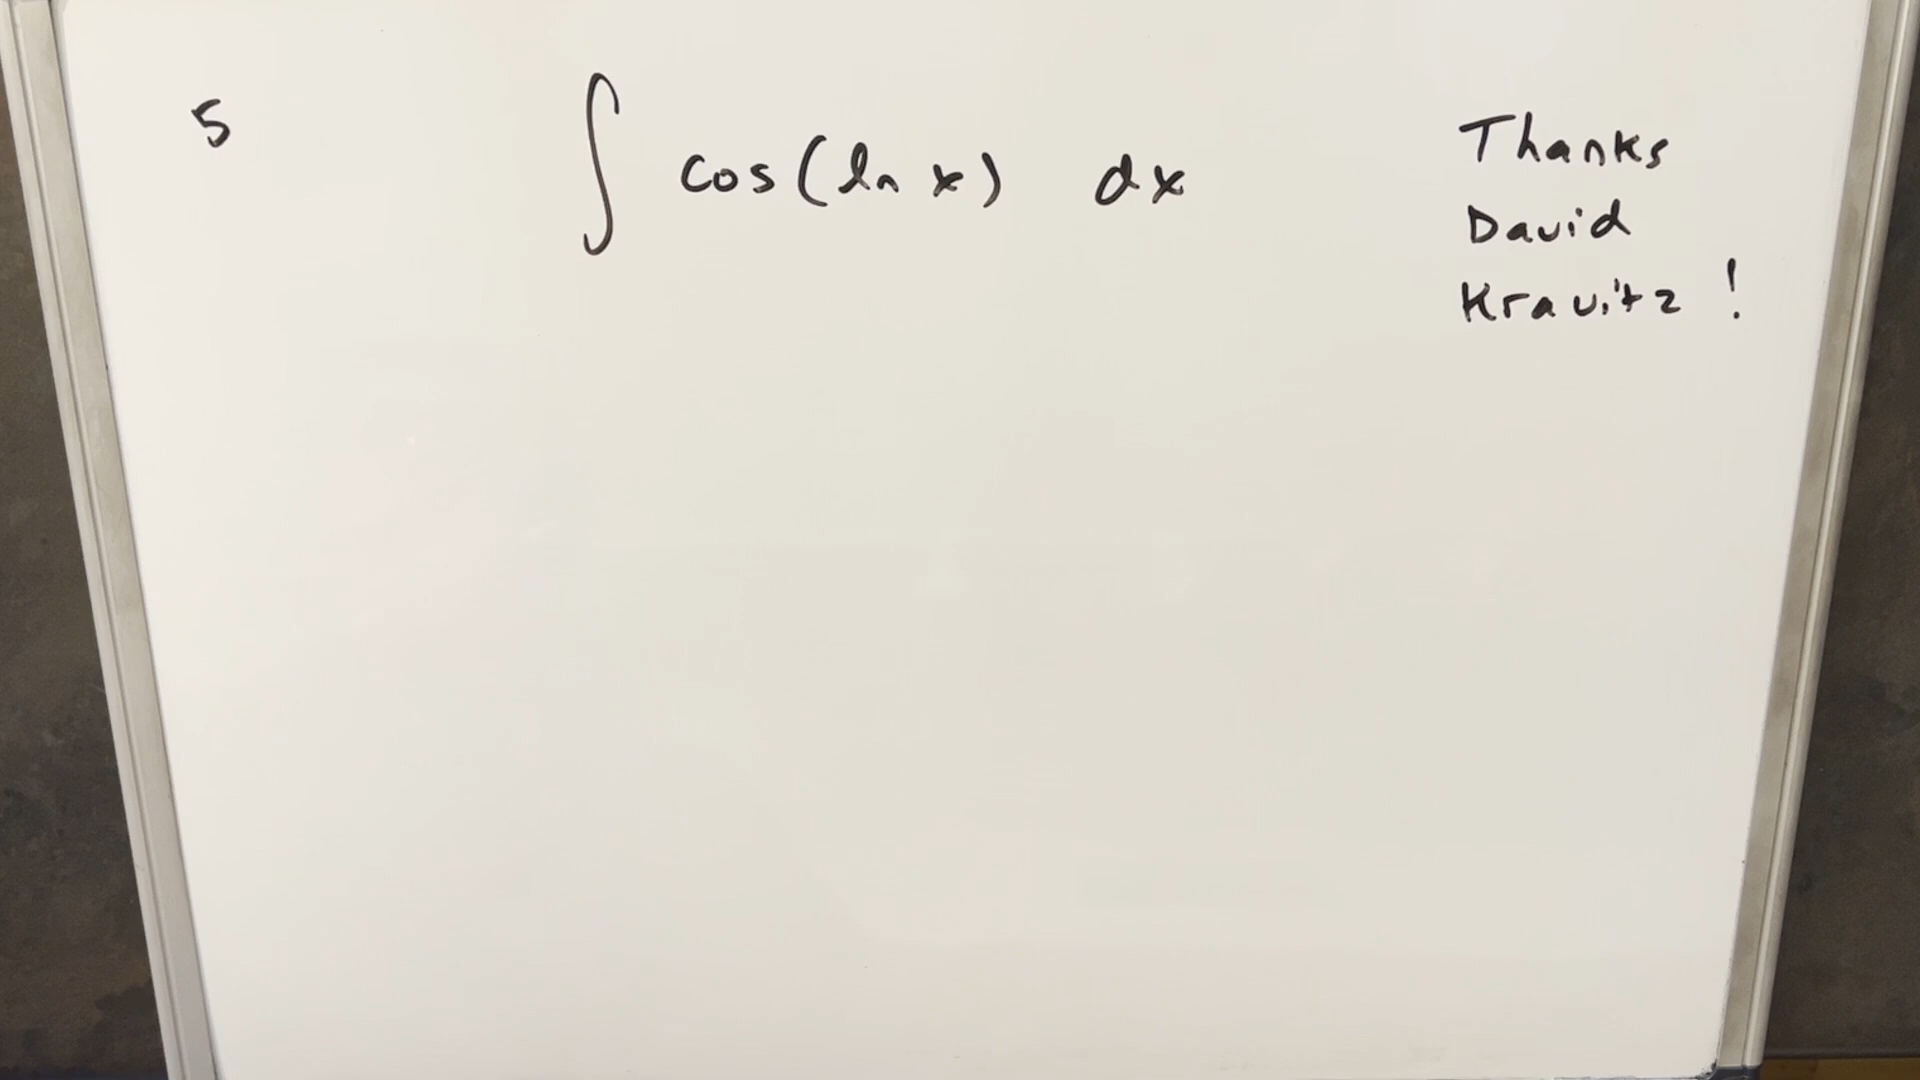 5
∫ cos(ln x) dx
Thanks
David
Kravitz !